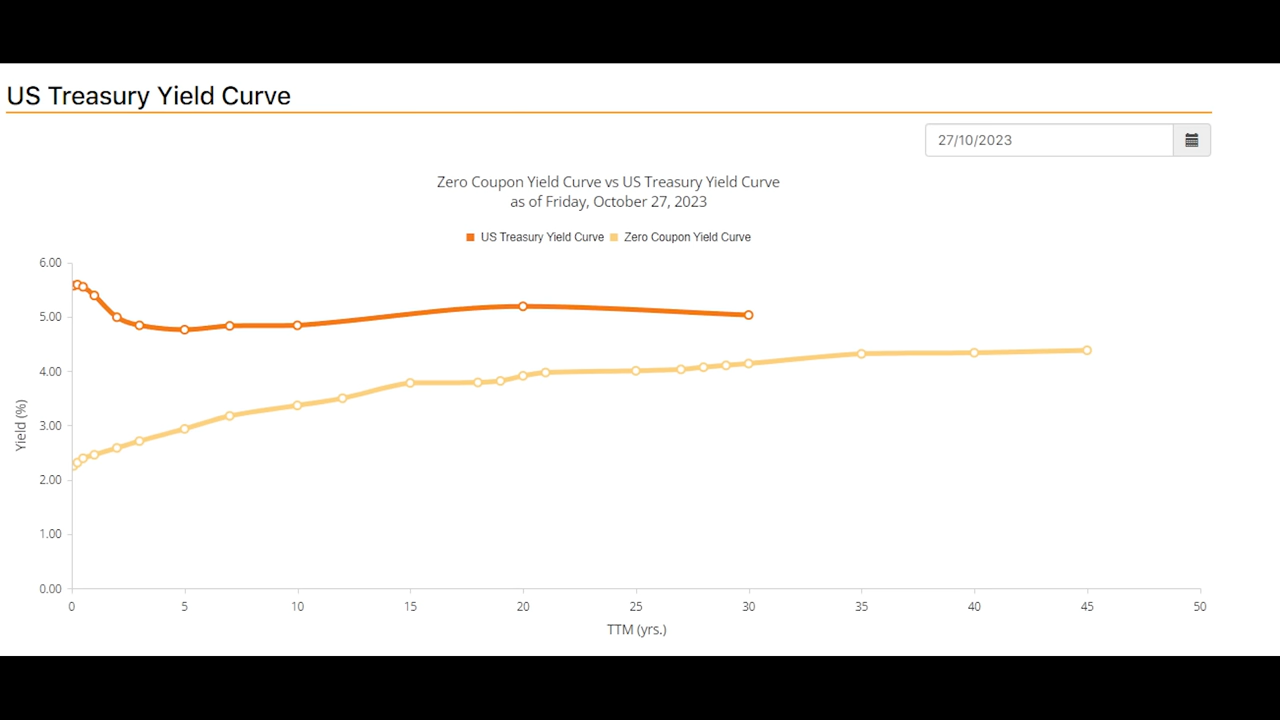 US Treasury Yield Curve
27/10/2023
Zero Coupon Yield Curve vs US Treasury Yield Curve
as of Friday, October 27, 2023
US Treasury Yield Curve Zero Coupon Yield Curve
6.00
5.00
4.00
3.00
2.00
1.00
0.00
Yield (%)
0 5 10 15 20 25 30 35 40 45 50
TTM (yrs.)